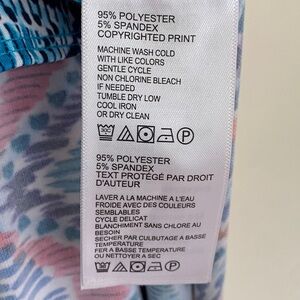 95% POLYESTER
5% SPANDEX
COPYRIGHTED PRINT
MACHINE WASH COLD
WITH LIKE COLORS
GENTLE CYCLE
NON CHLORINE BLEACH
IF NEEDED
TUMBLE DRY LOW
COOL IRON
OR DRY CLEAN
P
95% POLYESTER
5% SPANDEX
TEXT PROTÉGÉ PAR DROIT
D'AUTEUR
LAVER A LA MACHINE A L'EAU
FROIDE AVEC DES COULEURS
SEMBLABLES
CYCLE DELICAT
BLANCHIMENT SANS CHLORE AU
BESOIN
SECHER PAR CULBUTAGE A BASSE
TEMPERATURE
FER A BASSE TEMPERATURE
OU NETTOYER A SEC
P